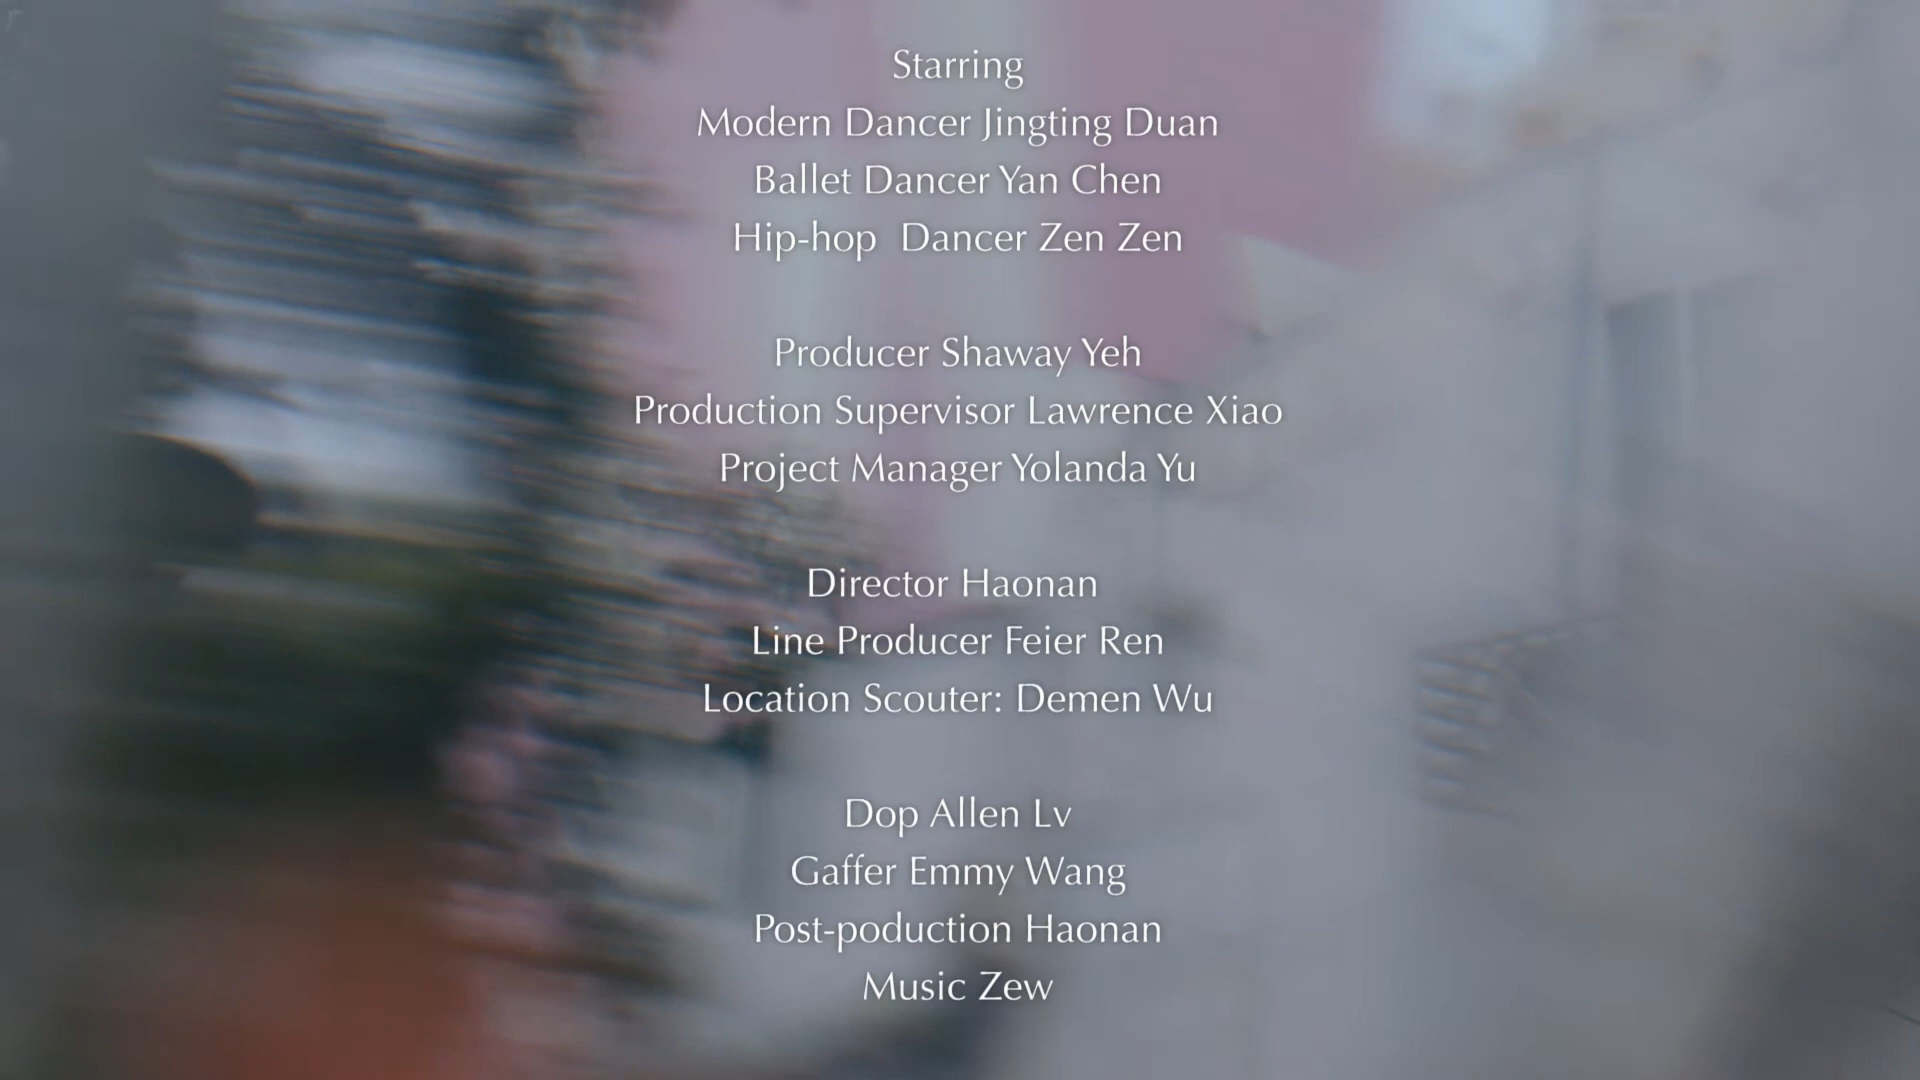 Starring
Modern Dancer Jingting Duan
Ballet Dancer Yan Chen
Hip-hop  Dancer Zen Zen
Producer Shaway Yeh
Production Supervisor Lawrence Xiao
Project Manager Yolanda Yu
Director Haonan
Line Producer Feier Ren
Location Scouter: Demen Wu
Dop Allen Lv
Gaffer Emmy Wang
Post-poduction Haonan
Music Zew